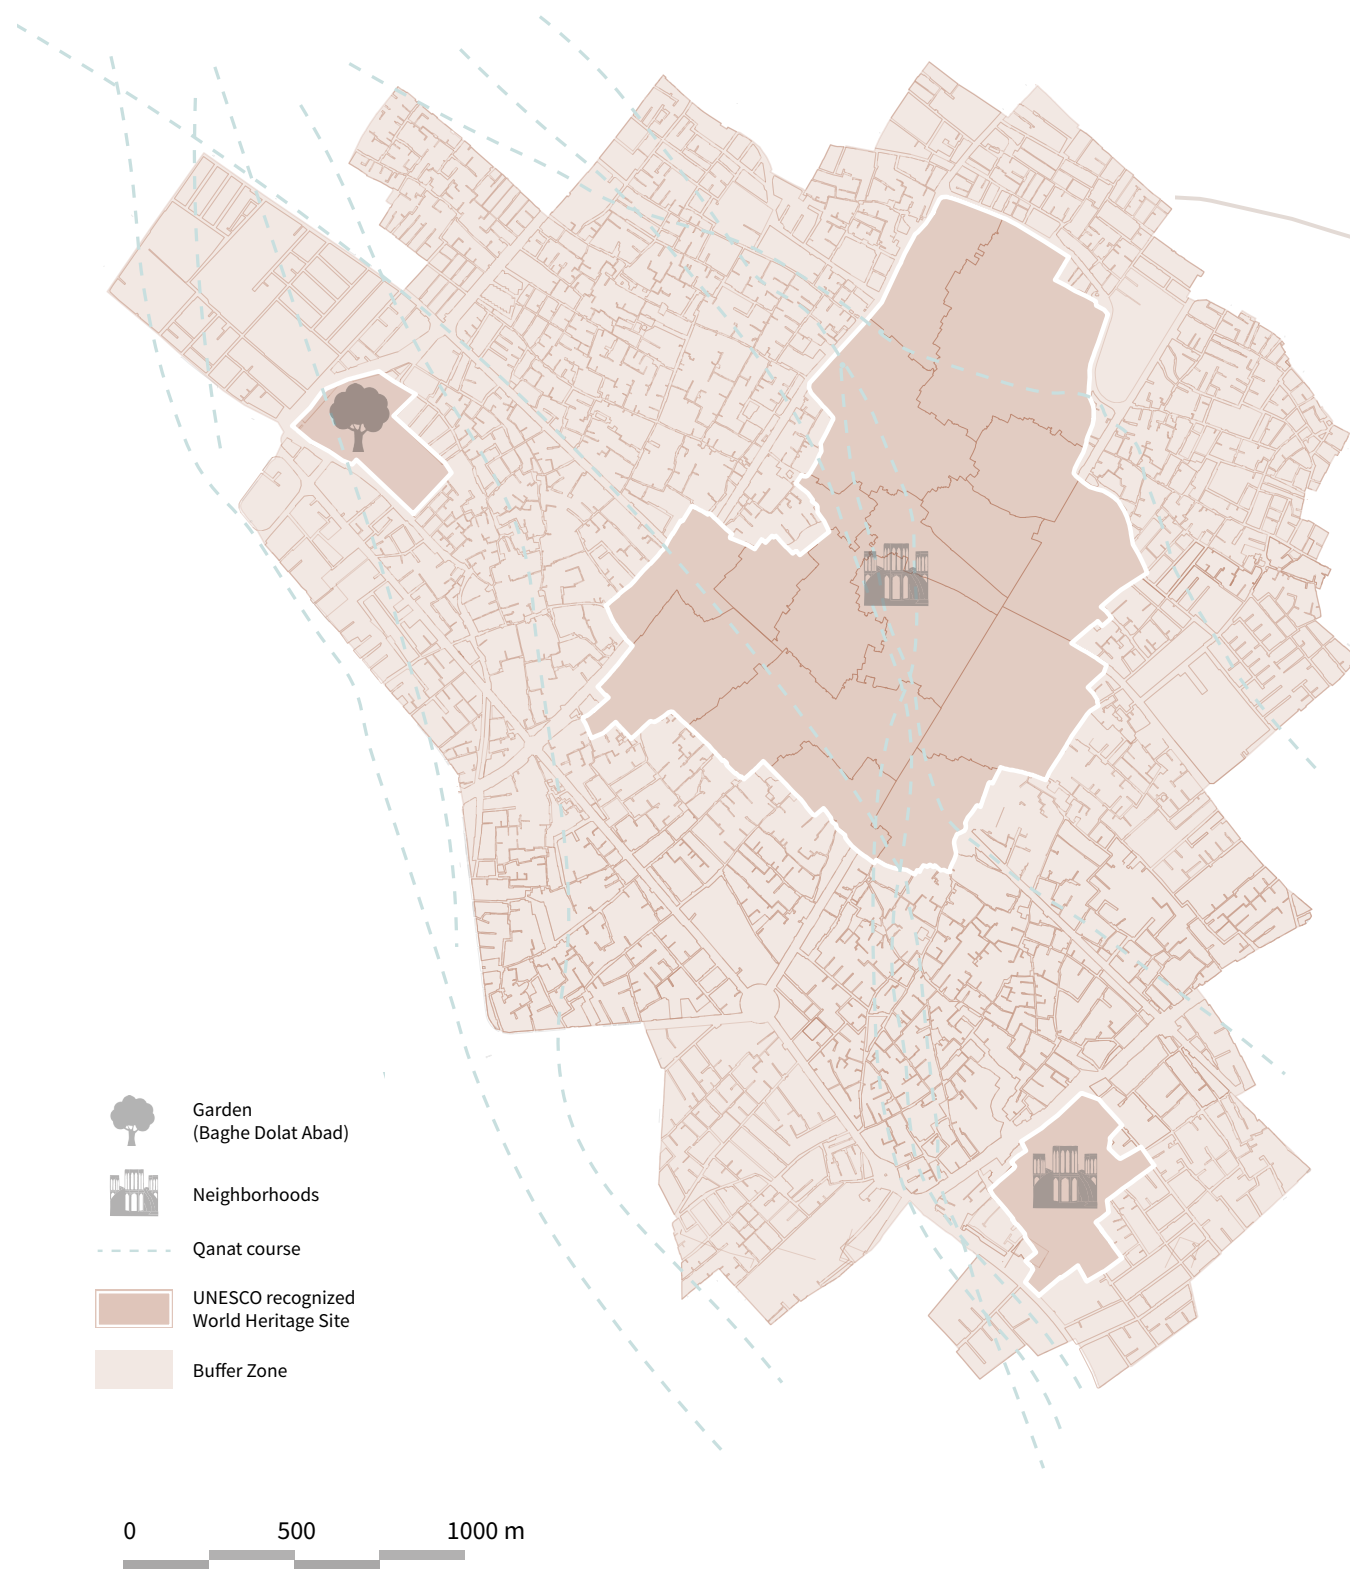 Garden
(Baghe Dolat Abad)
Neighborhoods
Qanat course
UNESCO recognized
World Heritage Site
Buffer Zone
0 500 1000 m